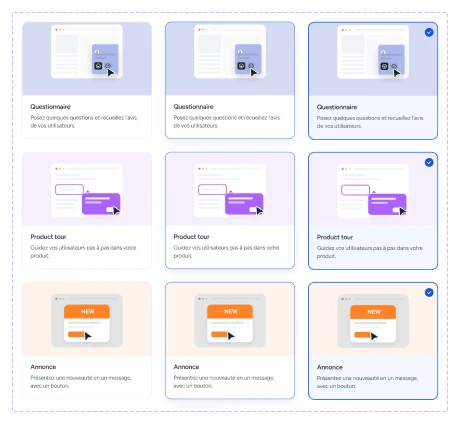 Questionnaire
Posez quelques questions et recueillez l'avis
de vos utilisateurs.
Questionnaire
Posez quelques questions et recueillez l'avis
de vos utilisateurs.
Questionnaire
Posez quelques questions et recueillez l'avis
de vos utilisateurs.
Product tour
Guidez vos utilisateurs pas à pas dans votre
produit.
Product tour
Guidez vos utilisateurs pas à pas dans votre
produit.
Product tour
Guidez vos utilisateurs pas à pas dans votre
produit.
NEW
Annonce
Présentez une nouveauté en un message,
avec un bouton.
NEW
Annonce
Présentez une nouveauté en un message,
avec un bouton.
NEW
Annonce
Présentez une nouveauté en un message,
avec un bouton.